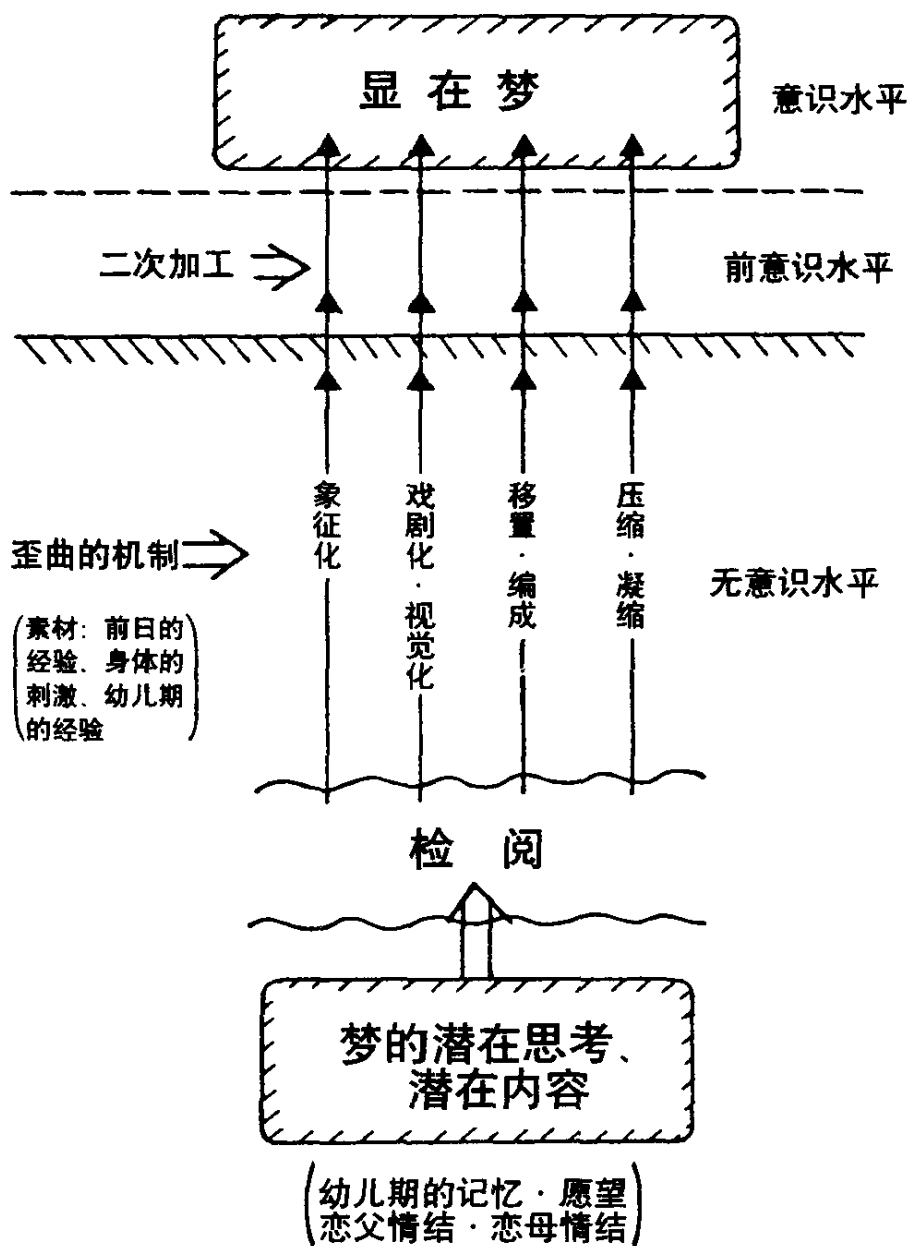 显在梦
意识水平
二次加工
前意识水平
象征化
戏剧化·视觉化
移置·编成
压缩·凝缩
歪曲的机制
无意识水平
(素材：前日的
经验、身体的
刺激、幼儿期
的经验)
检阅
梦的潜在思考、
潜在内容
(幼儿期的记忆·愿望
恋父情结·恋母情结)